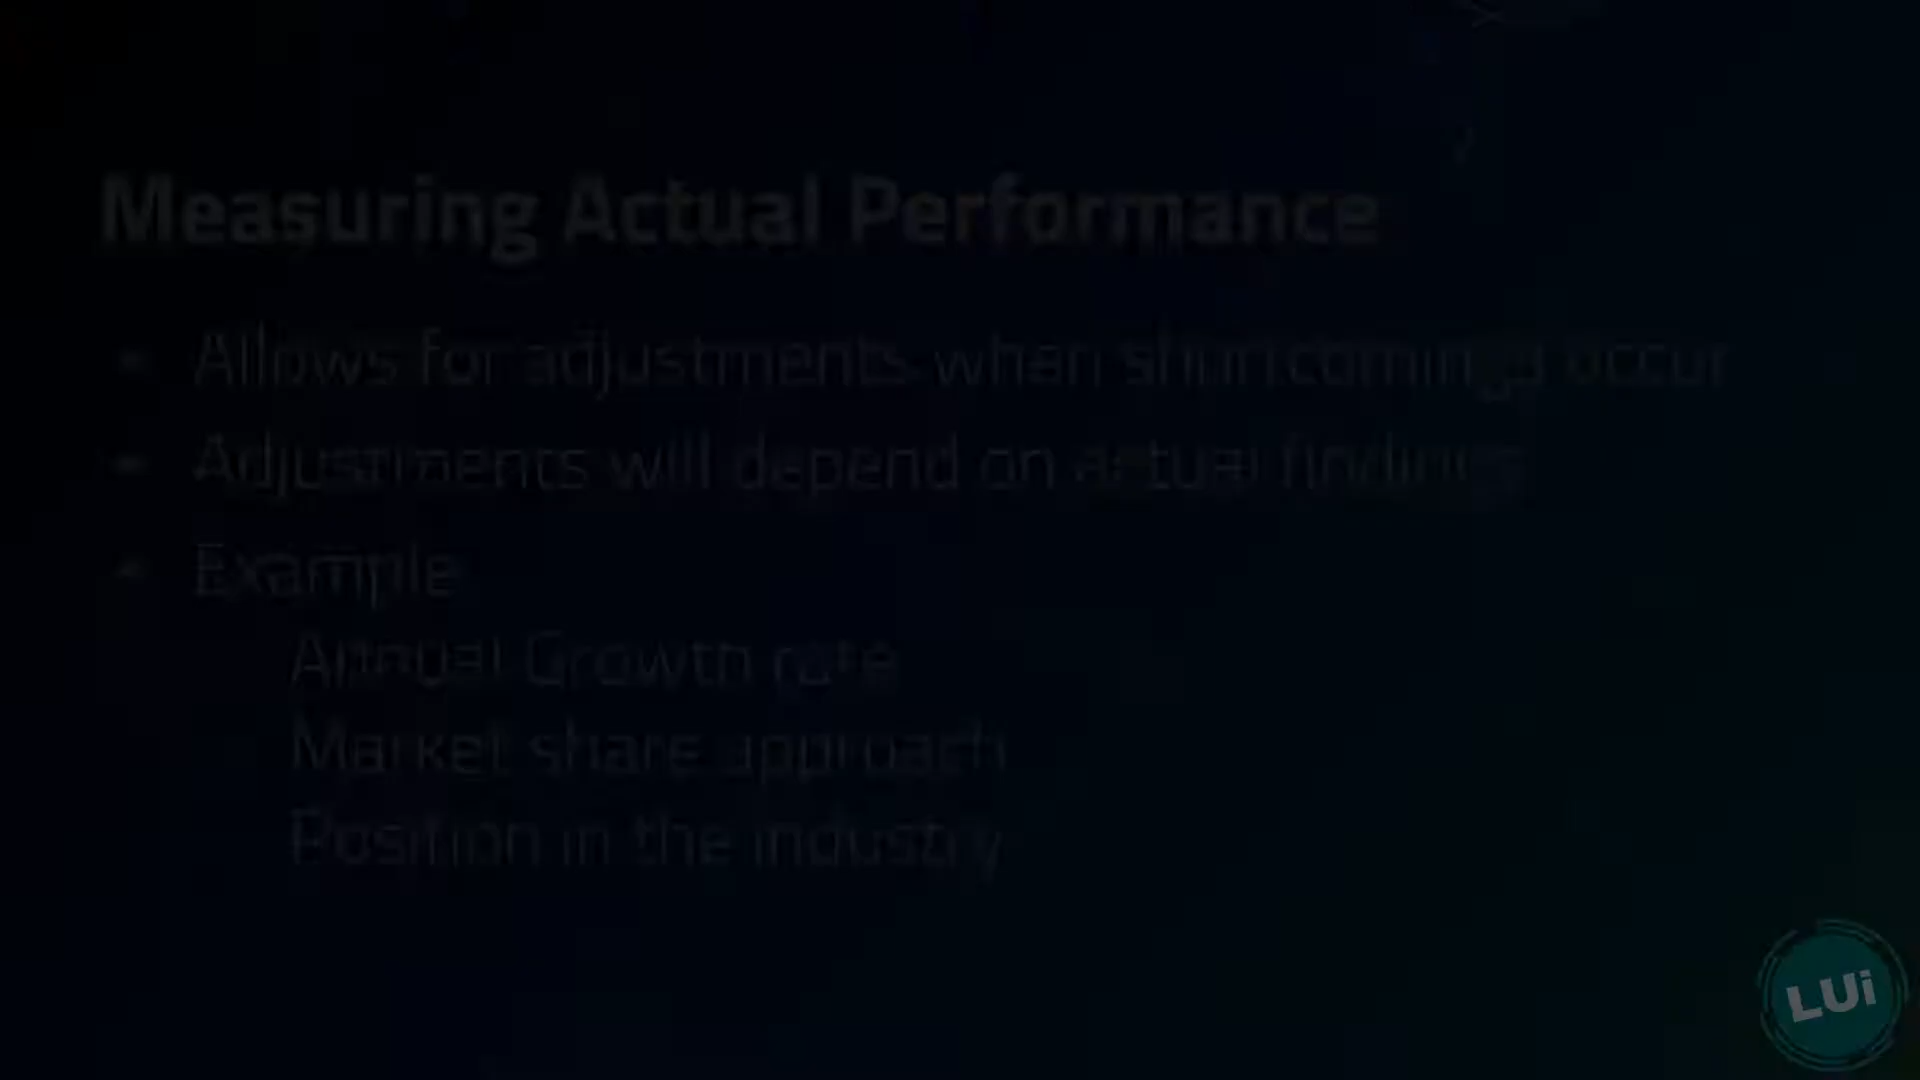 Measuring Actual Performance
Allows for adjustments when shortcomings occur
Adjustments will depend on actual findings
Example
Annual Growth rate
Market share approach
Position in the industry
LUi